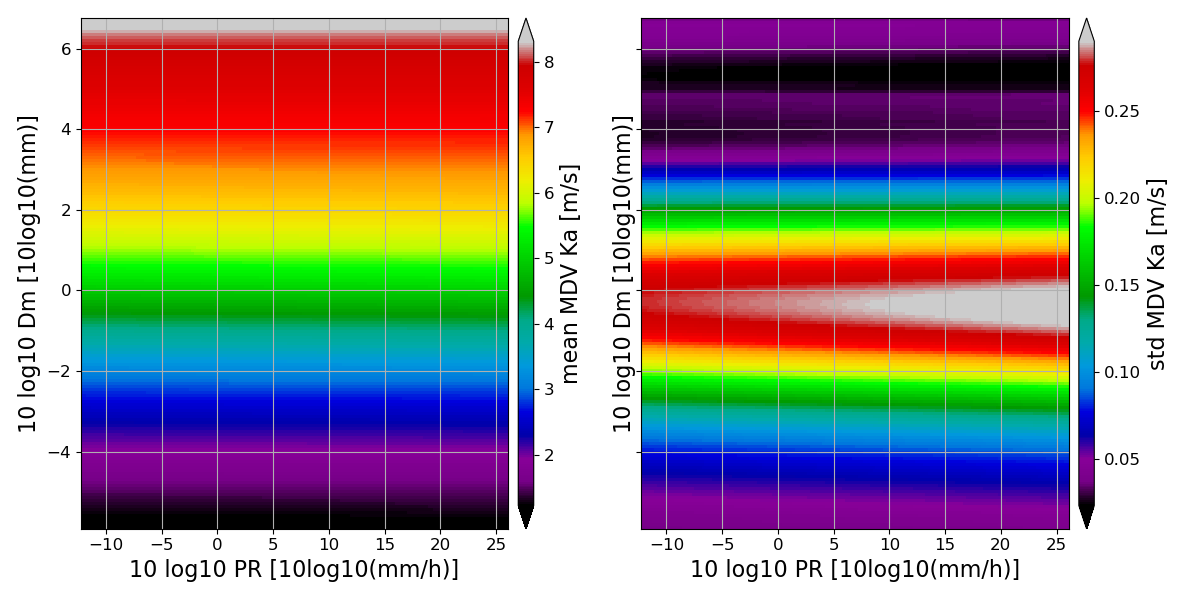 6
4
2
0
−2
−4
10 log10 Dm [10log10(mm)]
−10 −5 0 5 10 15 20 25
10 log10 PR [10log10(mm/h)]
8
7
6
5
4
3
2
mean MDV Ka [m/s]
10 log10 Dm [10log10(mm)]
−10 −5 0 5 10 15 20 25
10 log10 PR [10log10(mm/h)]
0.25
0.20
0.15
0.10
0.05
std MDV Ka [m/s]